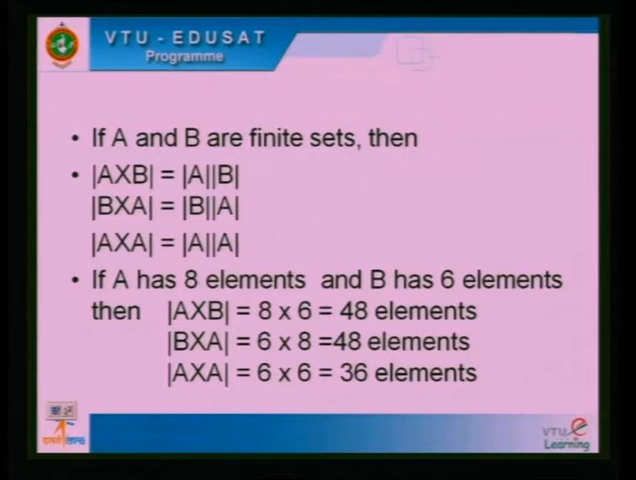 VTU - EDUSAT
Programme
• If A and B are finite sets, then
• |AXB| = |A||B|
|BXA| = |B||A|
|AXA| = |A||A|
• If A has 8 elements and B has 6 elements
then |AXB| = 8 x 6 = 48 elements
|BXA| = 6 x 8 =48 elements
|AXA| = 6 x 6 = 36 elements
VTU e
Learning